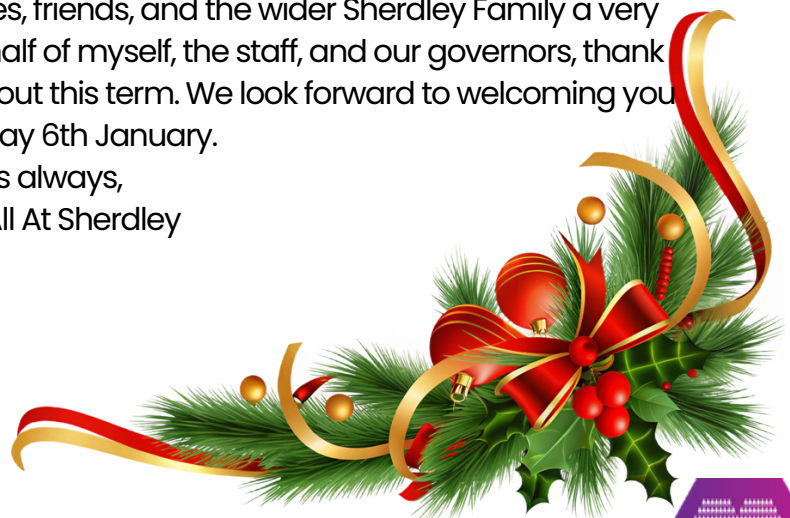 es, friends, and the wider Sherdley Family a very
half of myself, the staff, and our governors, thank
out this term. We look forward to welcoming you
ay 6th January.
s always,
All At Sherdley